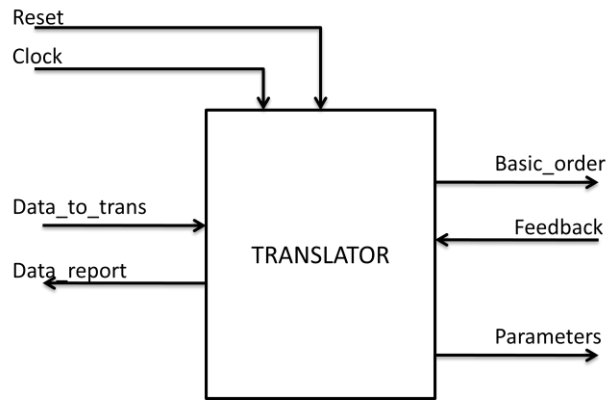 Reset
Clock
Basic_order
Data_to_trans
Feedback
TRANSLATOR
Data_report
Parameters